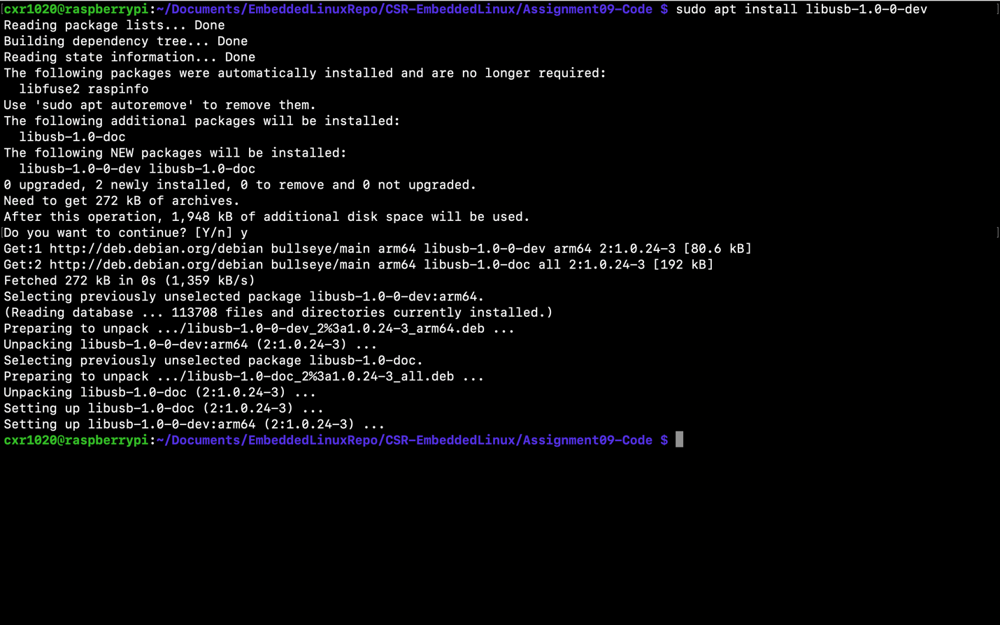 cxr1020@raspberrypi:~/Documents/EmbeddedLinuxRepo/CSR-EmbeddedLinux/Assignment09-Code $ sudo apt install libusb-1.0-0-dev
Reading package lists... Done
Building dependency tree... Done
Reading state information... Done
The following packages were automatically installed and are no longer required:
  libfuse2 raspinfo
Use 'sudo apt autoremove' to remove them.
The following additional packages will be installed:
  libusb-1.0-doc
The following NEW packages will be installed:
  libusb-1.0-0-dev libusb-1.0-doc
0 upgraded, 2 newly installed, 0 to remove and 0 not upgraded.
Need to get 272 kB of archives.
After this operation, 1,948 kB of additional disk space will be used.
Do you want to continue? [Y/n] y
Get:1 http://deb.debian.org/debian bullseye/main arm64 libusb-1.0-0-dev arm64 2:1.0.24-3 [80.6 kB]
Get:2 http://deb.debian.org/debian bullseye/main arm64 libusb-1.0-doc all 2:1.0.24-3 [192 kB]
Fetched 272 kB in 0s (1,359 kB/s)
Selecting previously unselected package libusb-1.0-0-dev:arm64.
(Reading database ... 113708 files and directories currently installed.)
Preparing to unpack .../libusb-1.0-0-dev_2%3a1.0.24-3_arm64.deb ...
Unpacking libusb-1.0-0-dev:arm64 (2:1.0.24-3) ...
Selecting previously unselected package libusb-1.0-doc.
Preparing to unpack .../libusb-1.0-doc_2%3a1.0.24-3_all.deb ...
Unpacking libusb-1.0-doc (2:1.0.24-3) ...
Setting up libusb-1.0-doc (2:1.0.24-3) ...
Setting up libusb-1.0-0-dev:arm64 (2:1.0.24-3) ...
cxr1020@raspberrypi:~/Documents/EmbeddedLinuxRepo/CSR-EmbeddedLinux/Assignment09-Code $